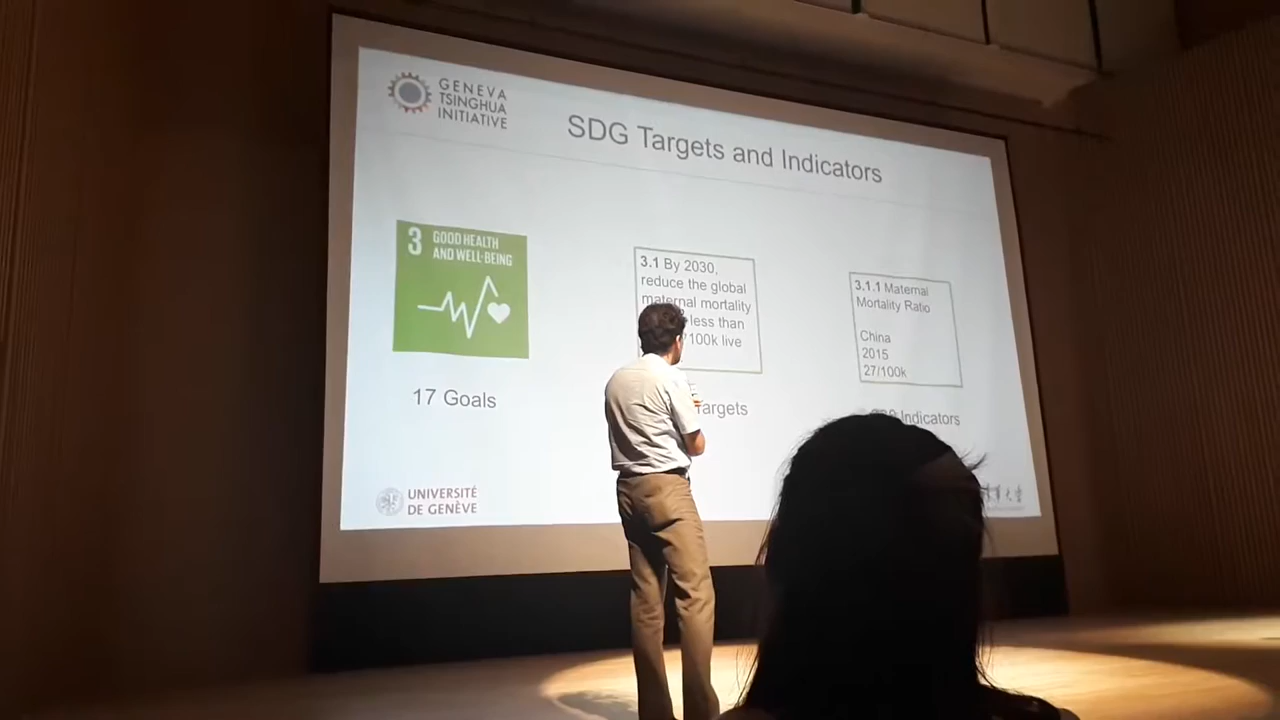 GENEVA
TSINGHUA
INITIATIVE
SDG Targets and Indicators
3 GOOD HEALTH
AND WELL-BEING
17 Goals
3.1 By 2030,
reduce the global
maternal mortality
less than
/100k live
3.1.1 Maternal
Mortality Ratio
China
2015
27/100k
Indicators
UNIVERSITÉ
DE GENÈVE